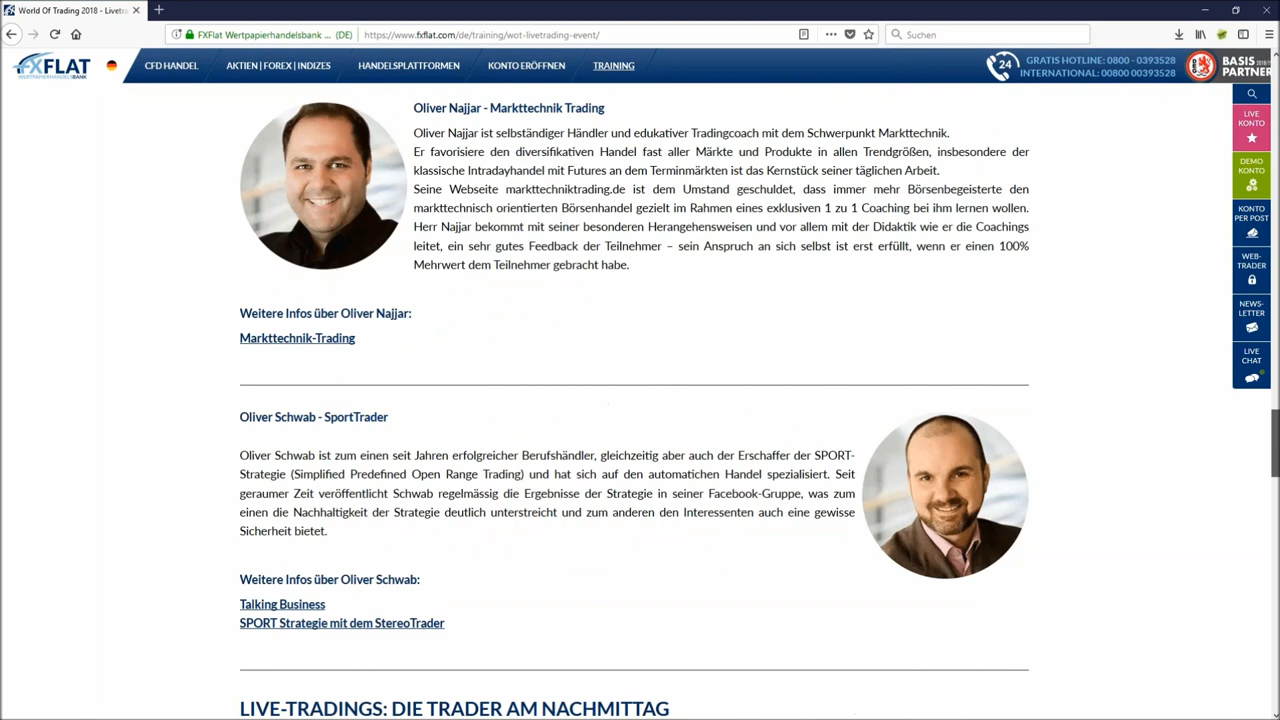 World Of Trading 2018 - Livetra
FXFlat Wertpapierhandelsbank ... (DE)
https://www.fxflat.com/de/training/wot-livetrading-event/
Suchen
FXFLAT
WERTPAPIERHANDELSBANK
CFD HANDEL
AKTIEN | FOREX | INDIZES
HANDELSPLATTFORMEN
KONTO ERÖFFNEN
TRAINING
24
GRATIS HOTLINE: 0800 - 0393528
INTERNATIONAL: 00800 00393528
BASIS
PARTNER
LIVE
KONTO
DEMO
KONTO
KONTO
PER POST
WEB-
TRADER
NEWS-
LETTER
LIVE
CHAT
Oliver Najjar - Markttechnik Trading
Oliver Najjar ist selbständiger Händler und edukativer Tradingcoach mit dem Schwerpunkt Markttechnik.
Er favorisiere den diversifikativen Handel fast aller Märkte und Produkte in allen Trendgrößen, insbesondere der
klassische Intradayhandel mit Futures an dem Terminmärkten ist das Kernstück seiner täglichen Arbeit.
Seine Webseite markttechniktrading.de ist dem Umstand geschuldet, dass immer mehr Börsenbegeisterte den
markttechnisch orientierten Börsenhandel gezielt im Rahmen eines exklusiven 1 zu 1 Coaching bei ihm lernen wollen.
Herr Najjar bekommt mit seiner besonderen Herangehensweisen und vor allem mit der Didaktik wie er die Coachings
leitet, ein sehr gutes Feedback der Teilnehmer – sein Anspruch an sich selbst ist erst erfüllt, wenn er einen 100%
Mehrwert dem Teilnehmer gebracht habe.
Weitere Infos über Oliver Najjar:
Markttechnik-Trading
Oliver Schwab - SportTrader
Oliver Schwab ist zum einen seit Jahren erfolgreicher Berufshändler, gleichzeitig aber auch der Erschaffer der SPORT-
Strategie (Simplified Predefined Open Range Trading) und hat sich auf den automatichen Handel spezialisiert. Seit
geraumer Zeit veröffentlicht Schwab regelmässig die Ergebnisse der Strategie in seiner Facebook-Gruppe, was zum
einen die Nachhaltigkeit der Strategie deutlich unterstreicht und zum anderen den Interessenten auch eine gewisse
Sicherheit bietet.
Weitere Infos über Oliver Schwab:
Talking Business
SPORT Strategie mit dem StereoTrader
LIVE-TRADINGS: DIE TRADER AM NACHMITTAG